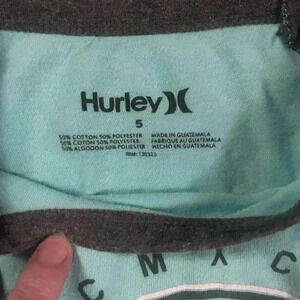 Hurley
5
50% COTTON 50% POLYESTER MADE IN GUATEMALA
50% COTON 50% POLYESTER FABRIQUE AU GUATEMALA
50% ALGODON 50% POLIESTER HECHO EN GUATEMALA
C M X C